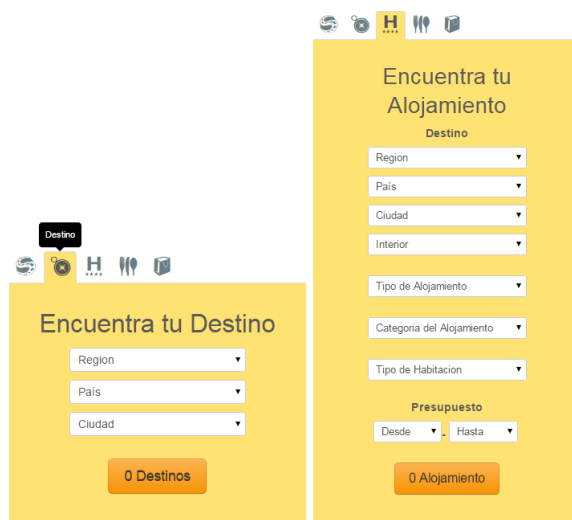 Destino
H
Encuentra tu Destino
Region
País
Ciudad
0 Destinos
H
Encuentra tu
Alojamiento
Destino
Region
País
Ciudad
Interior
Tipo de Alojamiento
Categoria del Alojamiento
Tipo de Habitacion
Presupuesto
Desde - Hasta
0 Alojamiento